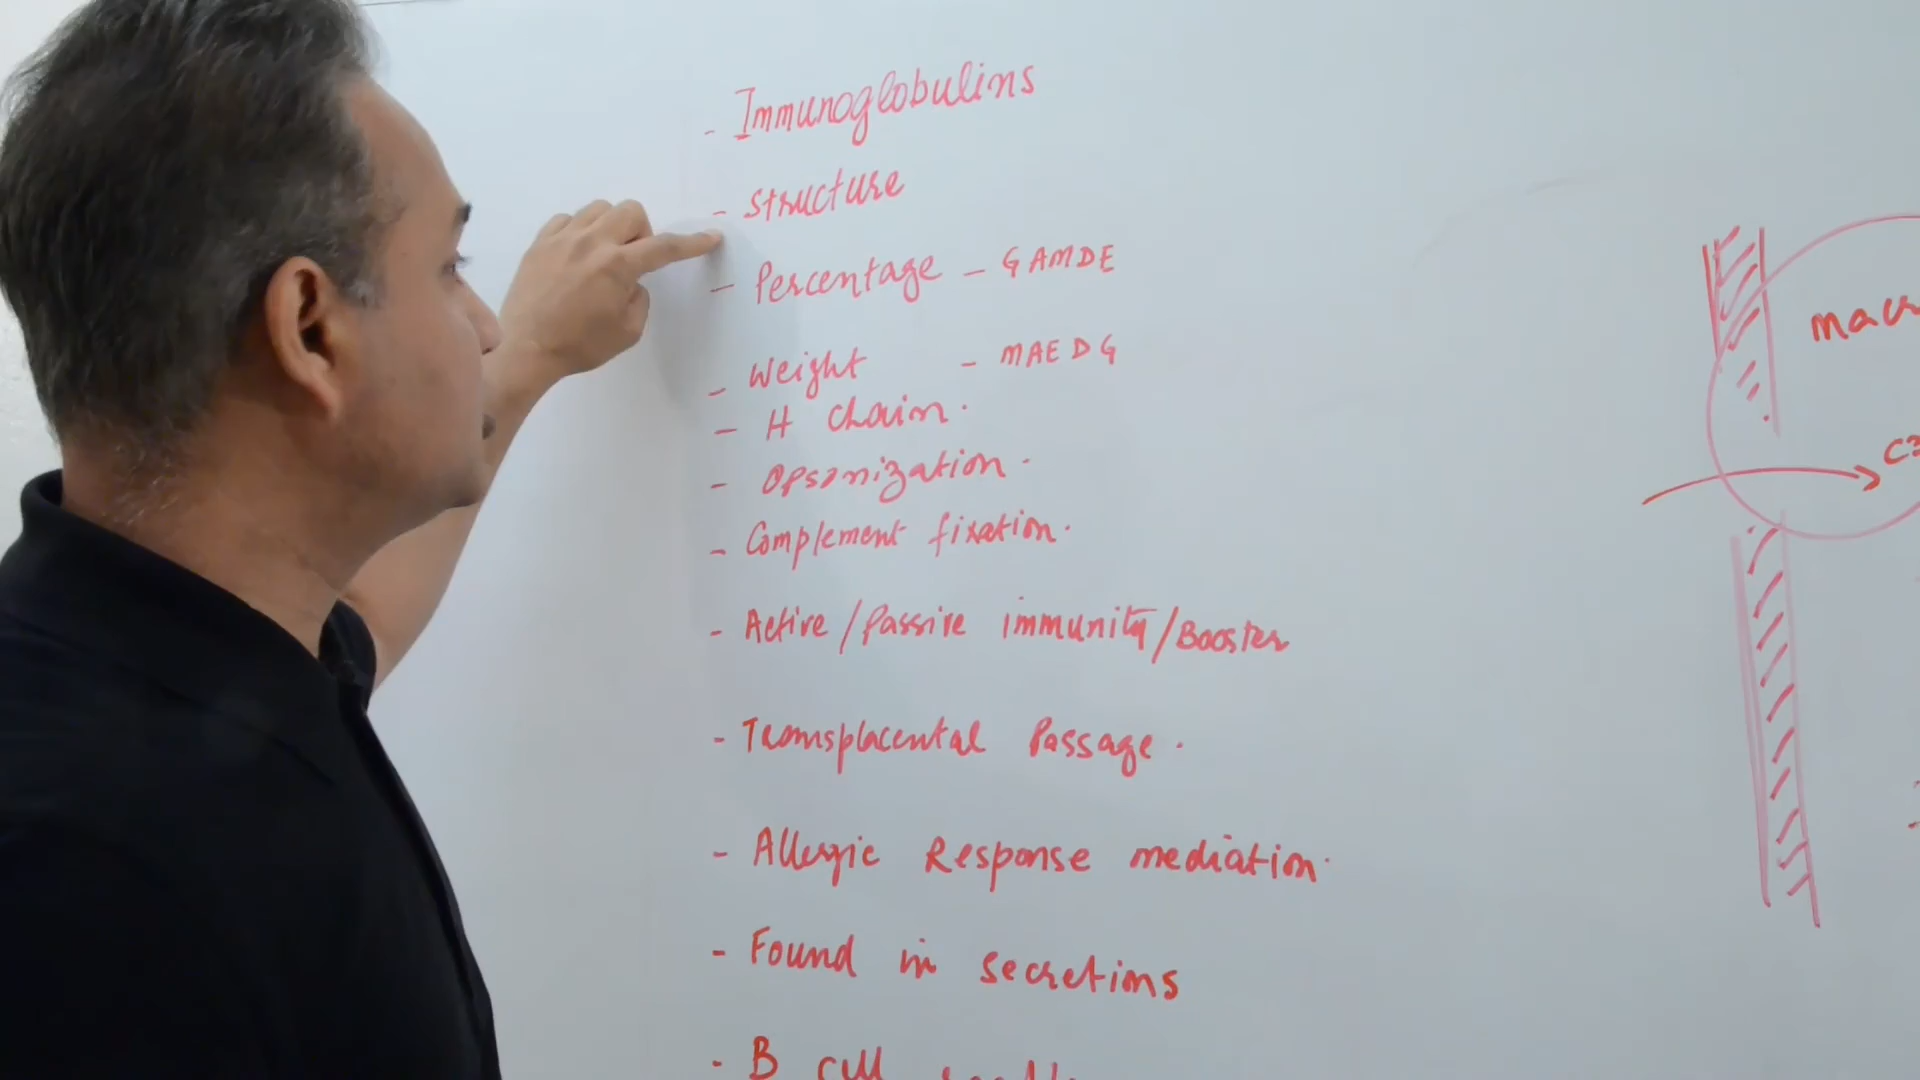 - Immunoglobulins
- Structure
- Percentage - GAMDE
- Weight - MAEDG
- H Chain.
- Opsonization.
- Complement fixation.
- Active/Passive immunity/Booster
- Transplacental Passage.
- Allergic Response mediation.
- Found in secretions
- B cell